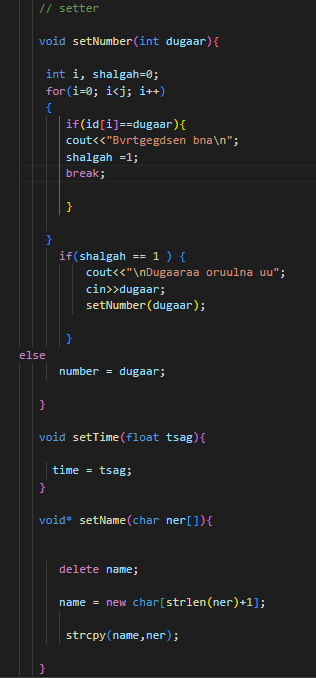 // setter
void setNumber(int dugaar){
int i, shalgah=0;
for(i=0; i<j; i++)
{
if(id[i]==dugaar){
cout<<"Bvrtgegdsen bna\n";
shalgah =1;
break;
}
}
if(shalgah == 1 ) {
cout<<"\nDugaaraa oruulna uu";
cin>>dugaar;
setNumber(dugaar);
}
else
number = dugaar;
}
void setTime(float tsag){
time = tsag;
}
void* setName(char ner[]){
delete name;
name = new char[strlen(ner)+1];
strcpy(name,ner);
}